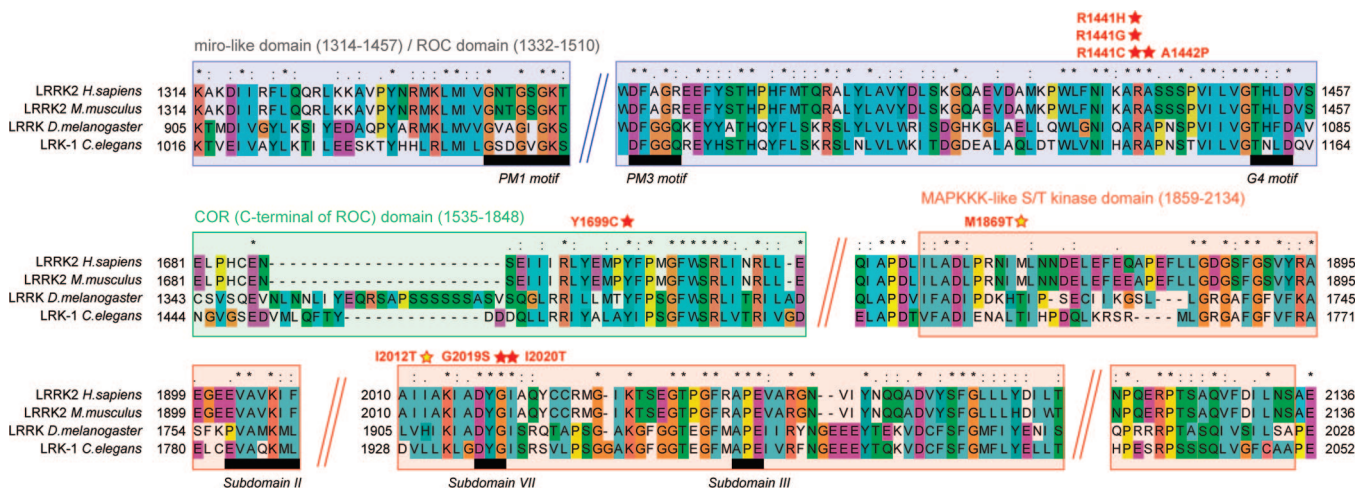 R1441H
R1441G
R1441C A1442P
miro-like domain (1314-1457) / ROC domain (1332-1510)
LRRK2 H.sapiens 1314 KAKDIIRFLQQRLKKAVPYNRMKLMIVGNTGSGKT // WDFAGREEFYSTHPHFMTQRALYLAVYDLSKGQAEVDAMKPWLFNIKARASSSPVILVGTHLDVS 1457
LRRK2 M.musculus 1314 KAKDIIRFLQQRLKKAVPYNRMKLMIVGNTGSGKT // WDFAGREEFYSTHPHFMTQRALYLAVYDLSKGQAEVDAMKPWLFNIKARASSSPVILVGTHLDVS 1457
LRRK D.melanogaster 905 KTMDIVGYLKSIYEDAQPYARMKLMVVGVAGIGKS // WDFGGQKEYYATHQYFLSKRSLYLVLWRISDGHKGLAELLQWLGNIQARAPNSPVILVGTHFDAV 1085
LRK-1 C.elegans 1016 KTVEIVAYLKTILEESKTYHHLRLMILGSDGVGKT // WDFGGQREYHSTHQYFLSKRSLNLVLWKITDGDEALAQLDTWLVNIHARAPNTSVILVGTNLDQV 1164
PM1 motif PM3 motif G4 motif
COR (C-terminal of ROC) domain (1535-1848) Y1699C MAPKKK-like S/T kinase domain (1859-2134)
M1869T
LRRK2 H.sapiens 1681 ELPHCEN----------------------SEIIIRLYEMPYFPMGFWSRLINRLL-E // QIAPDLILADLPRNIMLNNDELEFEQAPEFLLGDGSFGSVYRA 1895
LRRK2 M.musculus 1681 ELPHCEN----------------------SEIIIRLYEMPYFPMGFWSRLINRLL-E // QIAPDLILADLPRNIMLNNDELEFEEAPEFLLGDGSFGSVYRA 1895
LRRK D.melanogaster 1343 CSVSQEVNLNNLIYEQRSAPSSSSSSASVSQGLRRILLMTYFPSGFWSRLITRILAD // QLAPDVIFADIPDKHTIP-SECIIKGSL---LGRGAFGFVFKA 1745
LRK-1 C.elegans 1444 NGVGSEDVMLQFTY-------------DDDQLLRRIYALAYIPSGFWSRLVTRIVGD // ELAPDTVFADIENALTIHPDQLKRSR----MLGRGAFGFVFRA 1771
I2012T G2019S I2020T
LRRK2 H.sapiens 1899 EGEEVAVKIF // 2010 AIIAKIADYGIAQYCCRMG-IKTSEGTPGFRAPEVARGN--VIYNQQADVYSFGLLLYDILT // NPQERPTSAQVFDILNSAE 2136
LRRK2 M.musculus 1899 EGEEVAVKIF // 2010 AIIAKIADYGIAQYCCRMG-IKTSEGTPGFRAPEVARGN--VIYNQQADVYSFGLLLYDIWT // NPQERPTSAQVFDILNSAE 2136
LRRK D.melanogaster 1754 SFKPVAMKML // 1905 LVHIKIADYGISRQTAPSG-AKGFGGTEGFMAPEIIRYNGEEEYTEKVDCFSFGMFIYENIS // QPRRRPTASQLVSILSAPE 2028
LRK-1 C.elegans 1780 ELCEVAQKML // 1928 DVLLKLGDYGISRSVLPSGGAKGFGGTEGFMAPEIVRFNGEEEYTQKVDCFSFGMFLYELLT // HPESRPSSSQLVGFCAAPE 2052
Subdomain II Subdomain VII Subdomain III